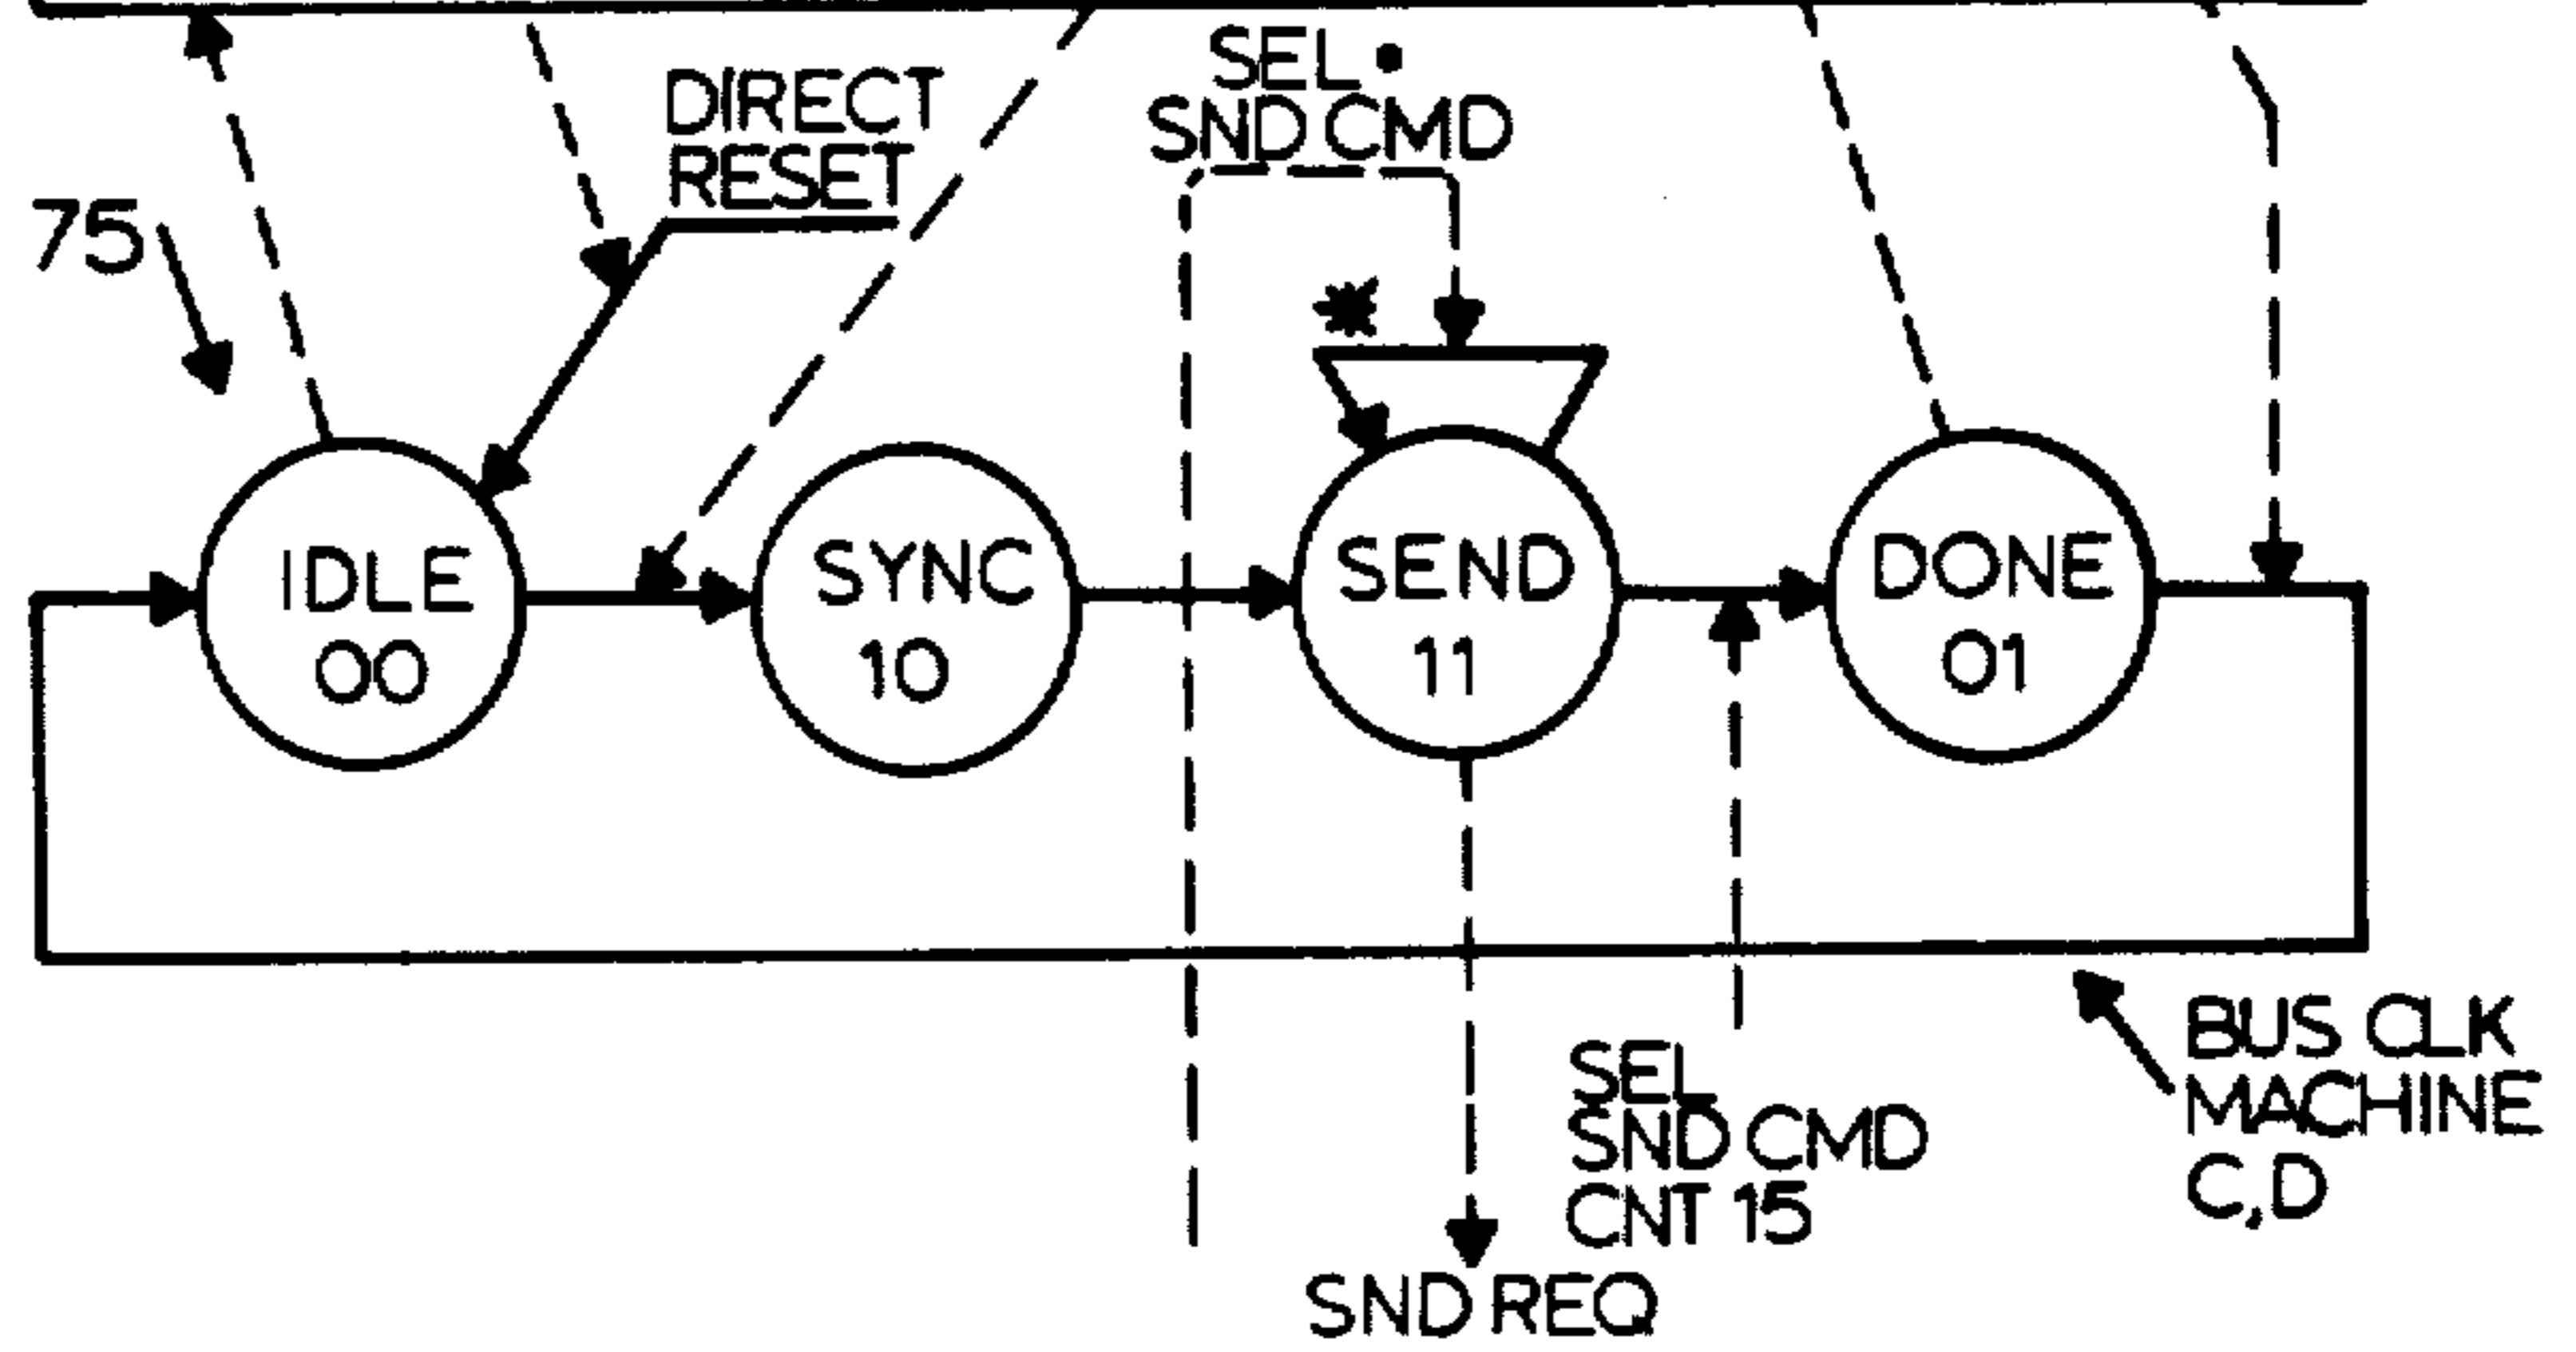 SEL •
SND CMD
DIRECT
RESET
75
*
IDLE
00
SYNC
10
SEND
11
DONE
01
BUS CLK
MACHINE
C,D
SEL
SND CMD
CNT 15
SND REQ